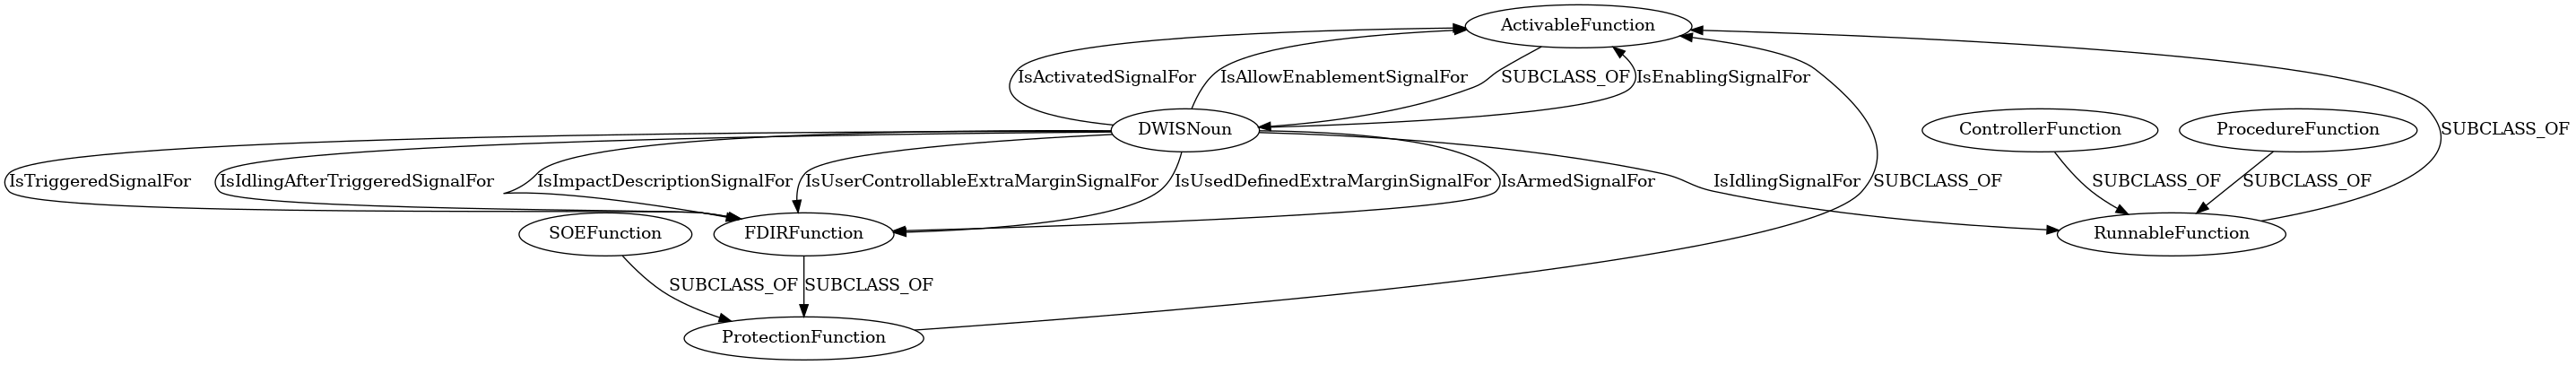 ActivableFunction
IsActivatedSignalFor
IsAllowEnablementSignalFor
SUBCLASS_OF
IsEnablingSignalFor
DWISNoun
ControllerFunction
ProcedureFunction
SUBCLASS_OF
IsTriggeredSignalFor
IsIdlingAfterTriggeredSignalFor
IsImpactDescriptionSignalFor
IsUserControllableExtraMarginSignalFor
IsUsedDefinedExtraMarginSignalFor
IsArmedSignalFor
IsIdlingSignalFor
SUBCLASS_OF
SUBCLASS_OF
SUBCLASS_OF
SOEFunction
FDIRFunction
RunnableFunction
SUBCLASS_OF
SUBCLASS_OF
ProtectionFunction